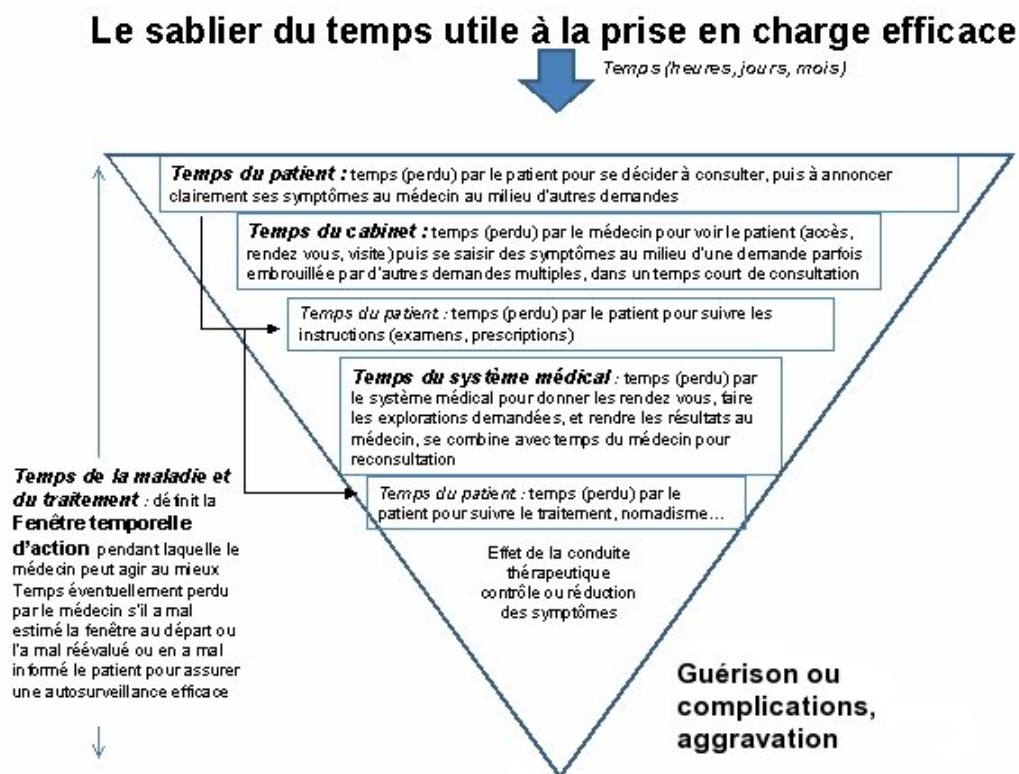 Le sablier du temps utile à la prise en charge efficace
Temps (heures, jours, mois)
Temps du patient : temps (perdu) par le patient pour se décider à consulter, puis à annoncer
clairement ses symptômes au médecin au milieu d'autres demandes
Temps du cabinet : temps (perdu) par le médecin pour voir le patient (accès,
rendez vous, visite) puis se saisir des symptômes au milieu d'une demande parfois
embrouillée par d'autres demandes multiples, dans un temps court de consultation
Temps du patient : temps (perdu) par le patient pour suivre les
instructions (examens, prescriptions)
Temps du système médical : temps (perdu) par
le système médical pour donner les rendez vous, faire
les explorations demandées, et rendre les résultats au
médecin, se combine avec temps du médecin pour
reconsultation
Temps du patient : temps (perdu) par le
patient pour suivre le traitement, nomadisme...
Temps de la maladie et
du traitement : définit la
Fenêtre temporelle
d'action pendant laquelle le
médecin peut agir au mieux
Temps éventuellement perdu
par le médecin s'il a mal
estimé la fenêtre au départ ou
l'a mal réévalué ou en a mal
informé le patient pour assurer
une autosurveillance efficace
Effet de la conduite
thérapeutique
contrôle ou réduction
des symptômes
Guérison ou
complications,
aggravation